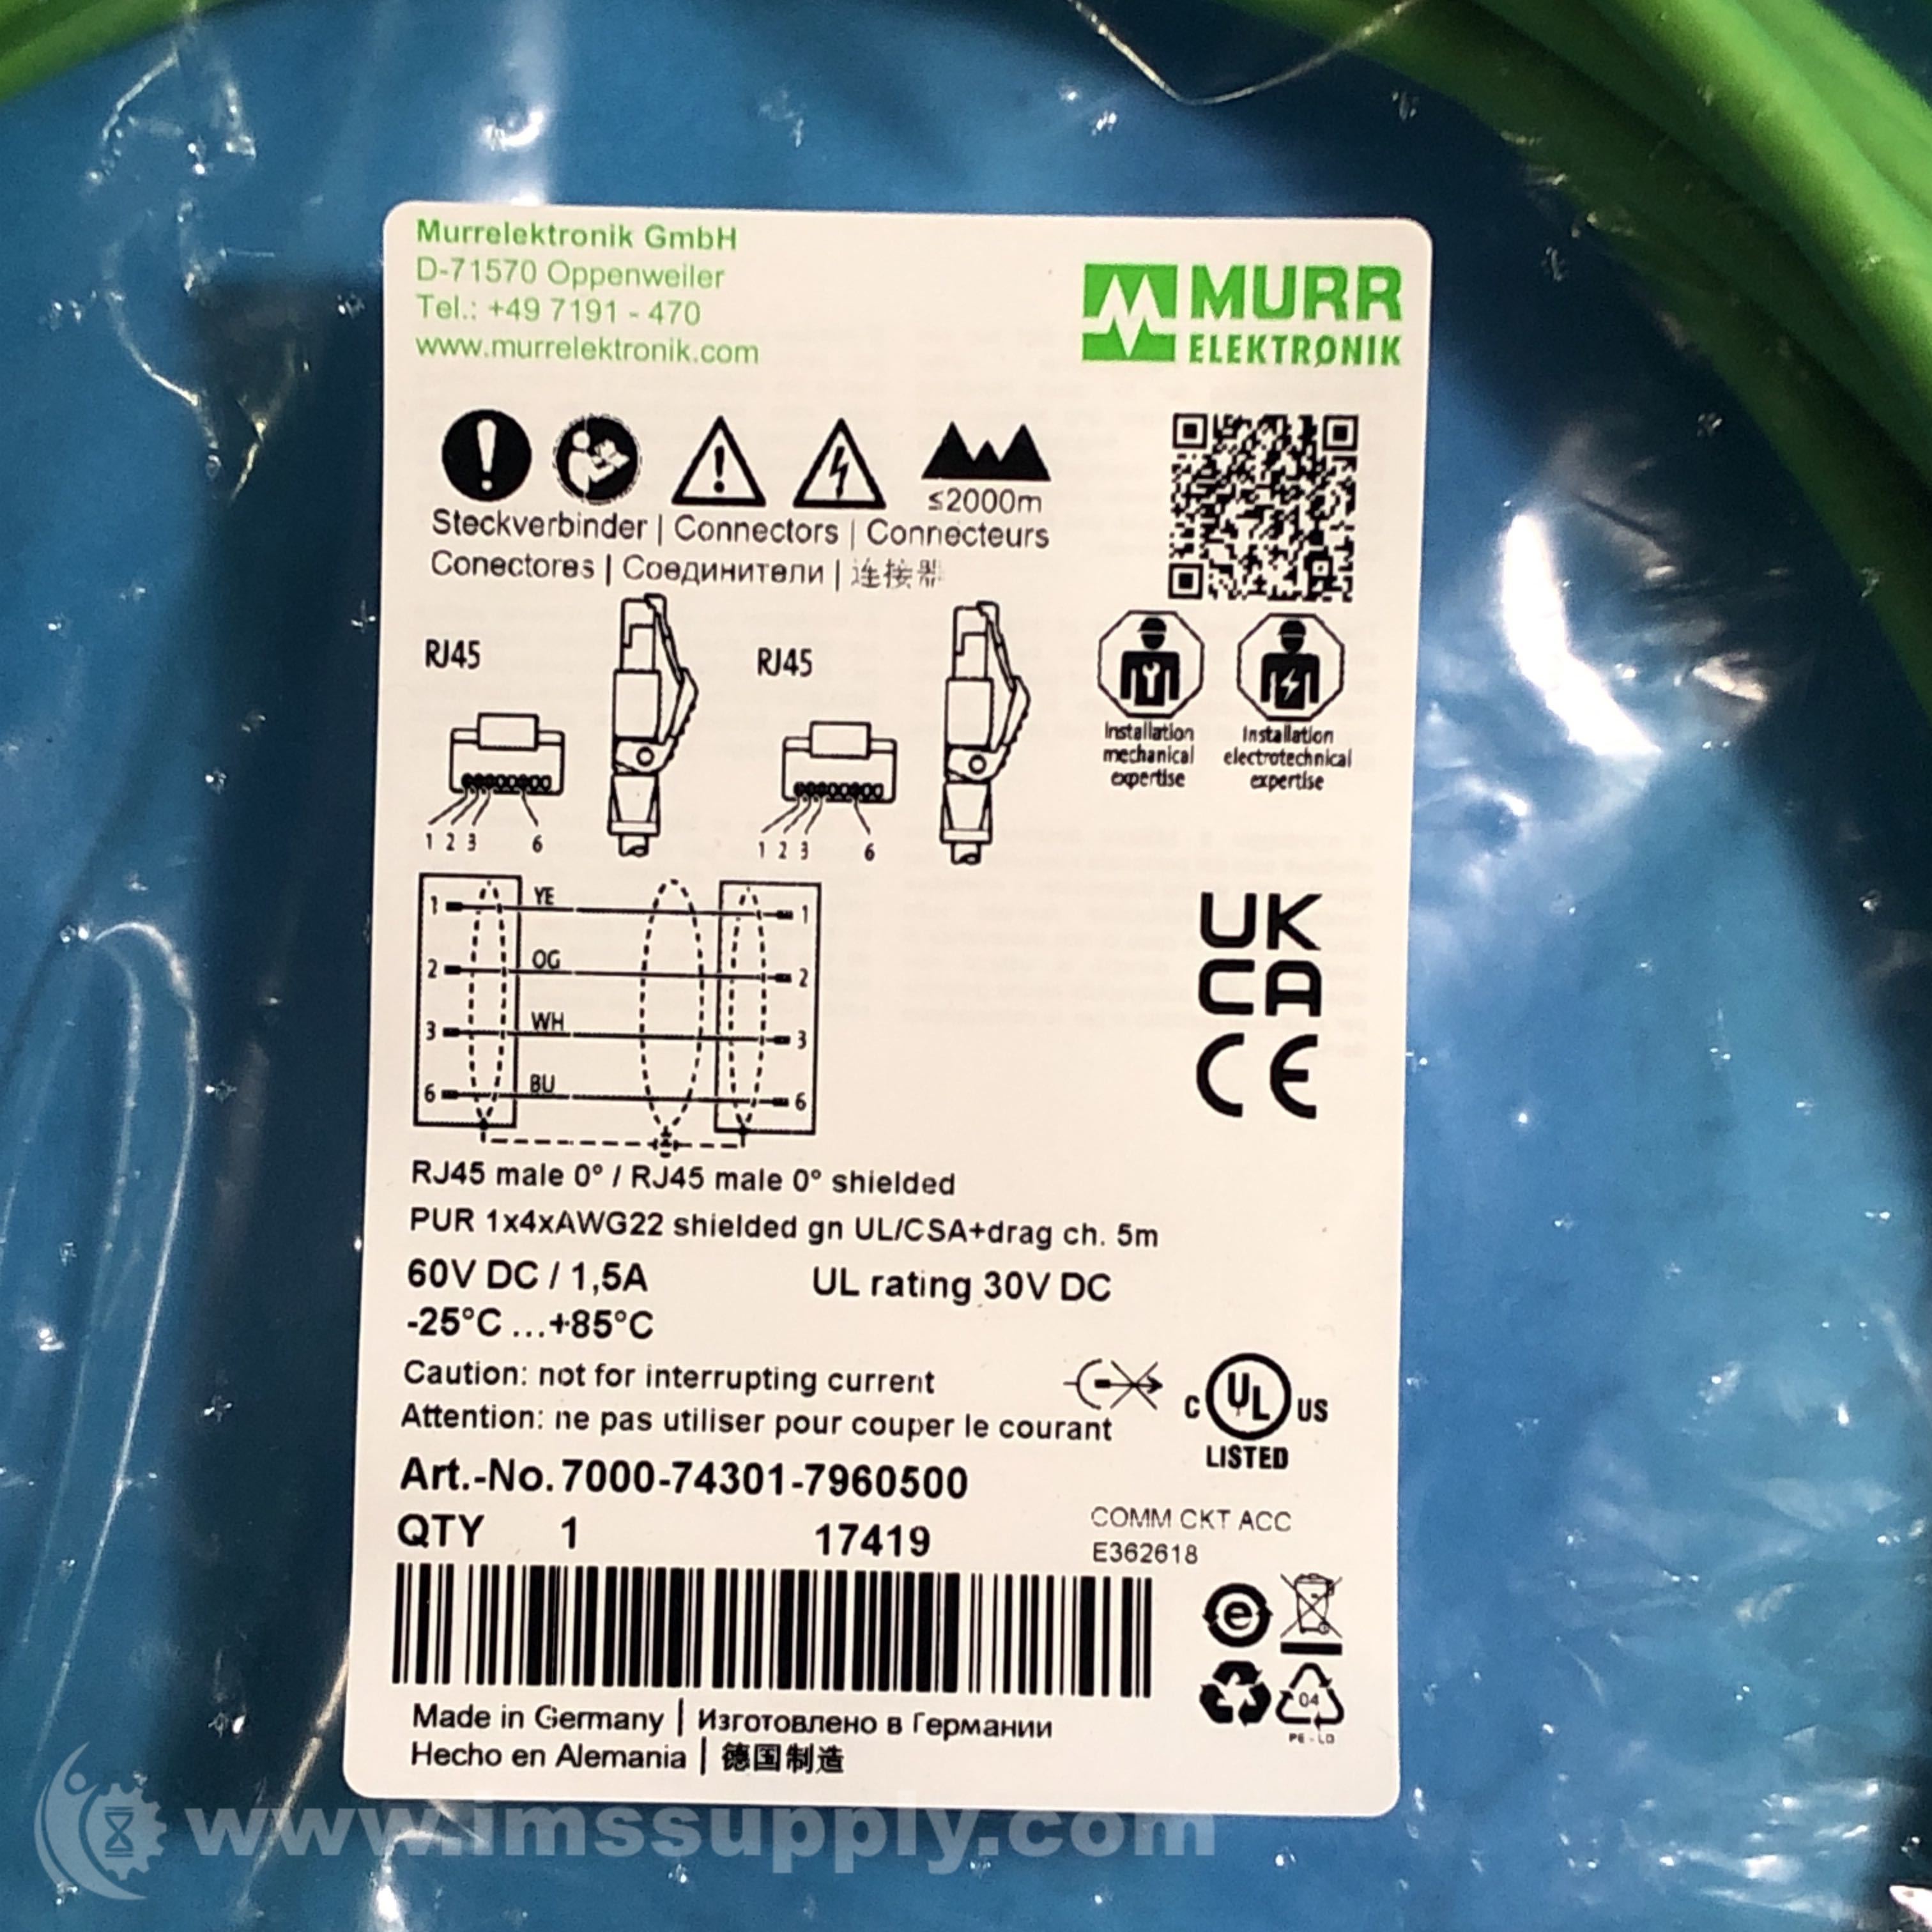 Murrelektronik GmbH
D-71570 Oppenweiler
Tel.: +49 7191 - 470
www.murrelektronik.com
MURR
ELEKTRONIK
≤2000m
Steckverbinder | Connectors | Connecteurs
Conectores | Соединители | 连接器
RJ45
RJ45
Installation
mechanical
expertise
Installation
electrotechnical
expertise
1 2 3 6
1 2 3 6
1 YE 1
2 OG 2
3 WH 3
6 BU 6
UK
CA
CE
RJ45 male 0° / RJ45 male 0° shielded
PUR 1x4xAWG22 shielded gn UL/CSA+drag ch. 5m
60V DC / 1,5A UL rating 30V DC
-25°C ...+85°C
Caution: not for interrupting current
Attention: ne pas utiliser pour couper le courant
C UL US
LISTED
Art.-No. 7000-74301-7960500
QTY 1 17419
COMM CKT ACC
E362618
e
04
PE-LD
Made in Germany | Изготовлено в Германии
Hecho en Alemania | 德国制造
www.imssupply.com